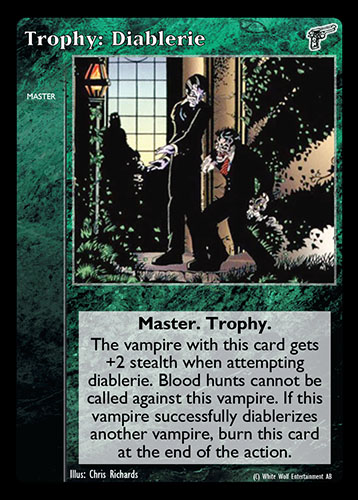 Trophy: Diablerie
MASTER
Master. Trophy.
The vampire with this card gets
+2 stealth when attempting
diablerie. Blood hunts cannot be
called against this vampire. If this
vampire successfully diablerizes
another vampire, burn this card
at the end of the action.
Illus: Chris Richards
(C) White Wolf Entertainment AB